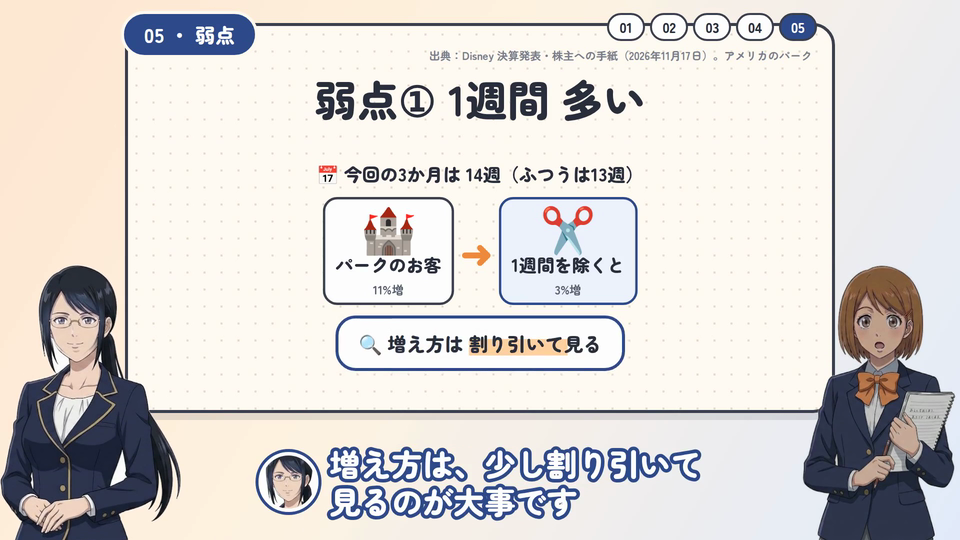 05 ・ 弱点
01 02 03 04 05
出典：Disney 決算発表・株主への手紙（2026年11月17日）。アメリカのパーク
弱点① 1週間 多い
July 17 今回の3か月は 14週（ふつうは13週）
パークのお客
11%増
1週間を除くと
3%増
増え方は 割り引いて見る
増え方は、少し割り引いて
見るのが大事です